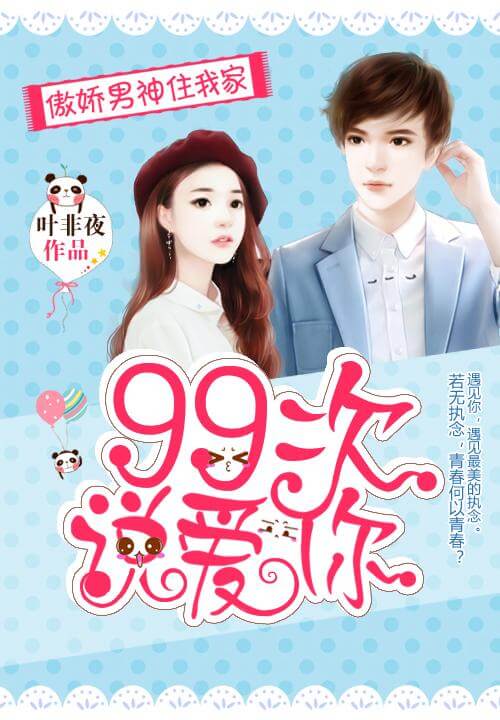 傲娇男神住我家
叶非夜
作品
99次
说爱你
遇见你，遇见最美的执念。
若无执念，青春何以青春？